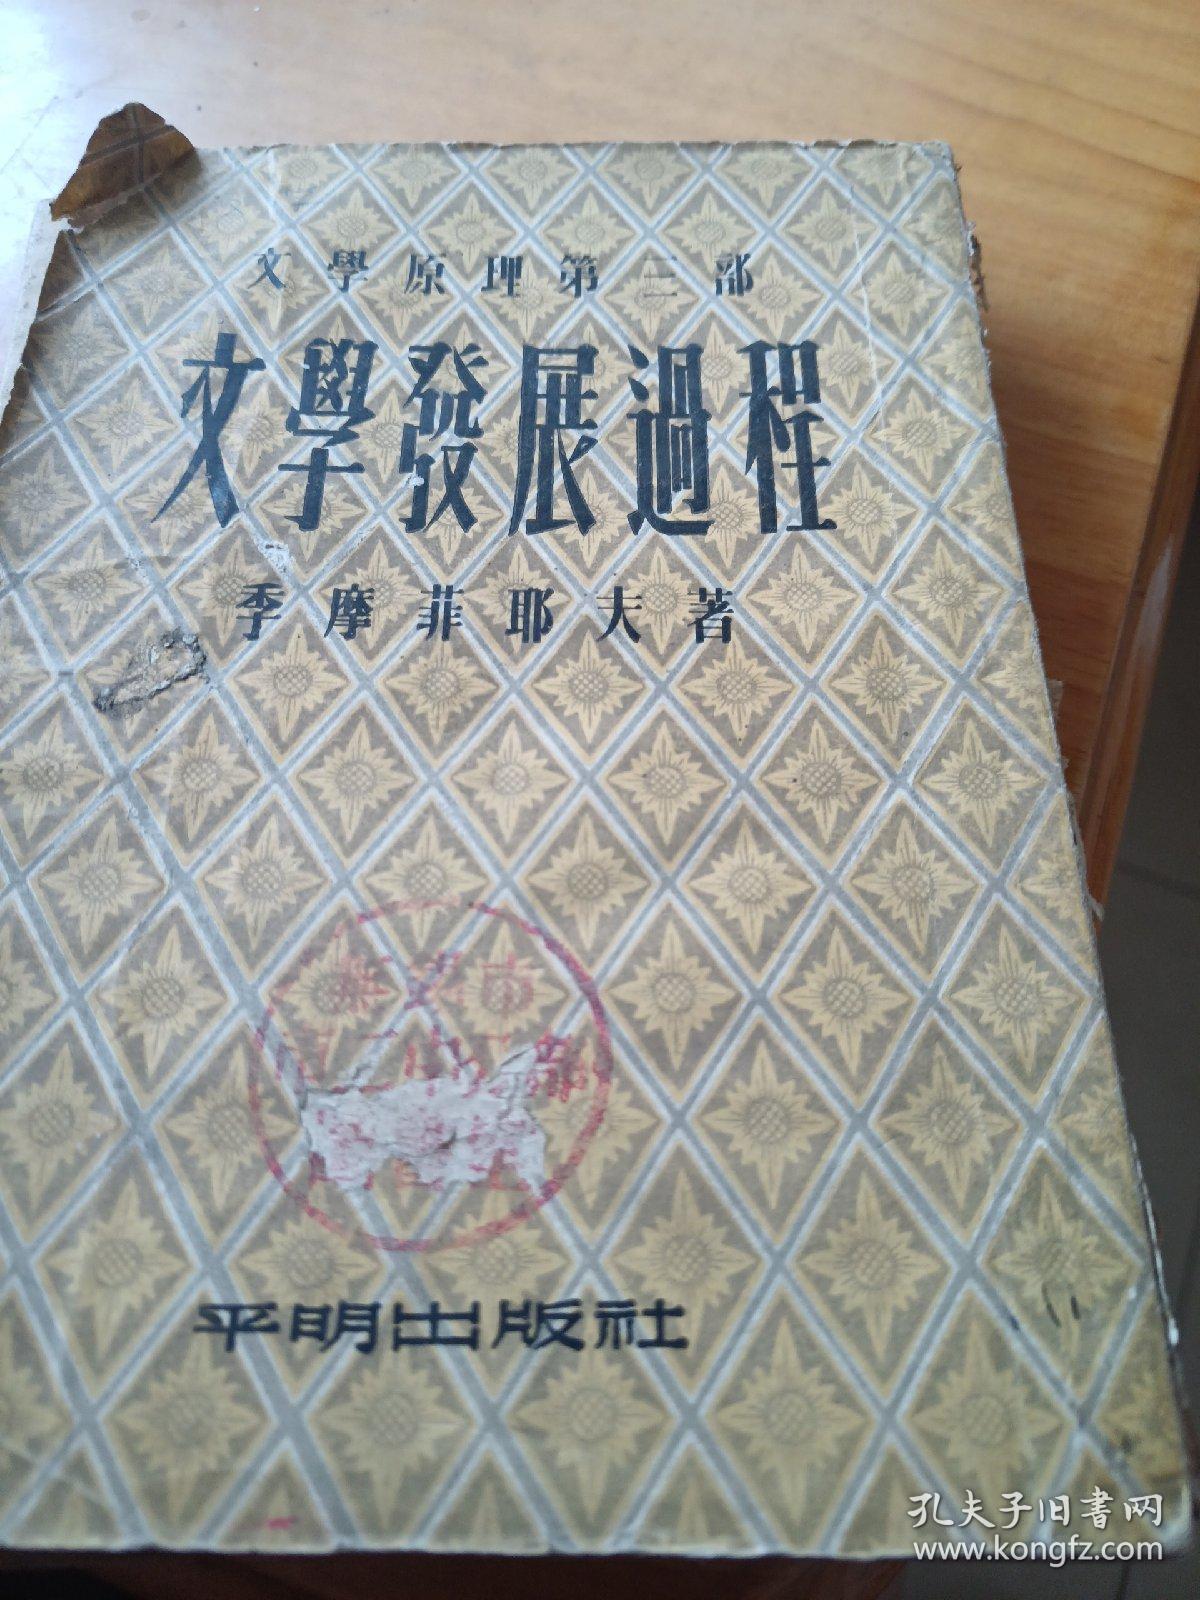 文學原理第三部
文學發展過程
季摩菲耶夫著
平明出版社
孔夫子旧书网
www.kongfz.com